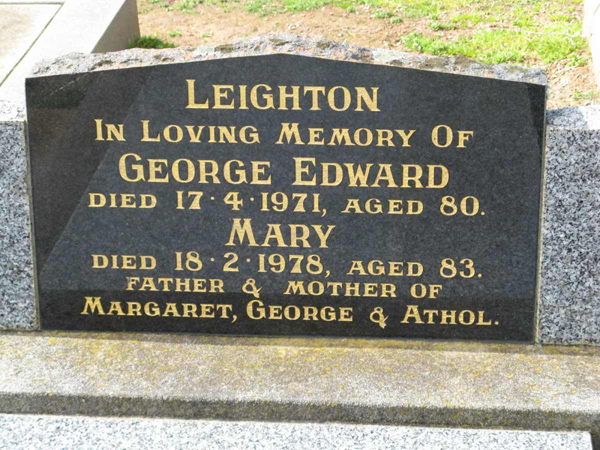 LEIGHTON
IN LOVING MEMORY OF
GEORGE EDWARD
DIED 17·4·1971, AGED 80.
MARY
DIED 18·2·1978, AGED 83.
FATHER & MOTHER OF
MARGARET, GEORGE & ATHOL.